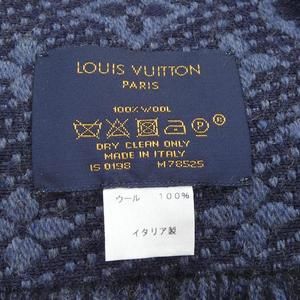 LOUIS VUITTON
PARIS
100% WOOL
DRY CLEAN ONLY
MADE IN ITALY
IS 0198 M78525
ウール 100%
イタリア製